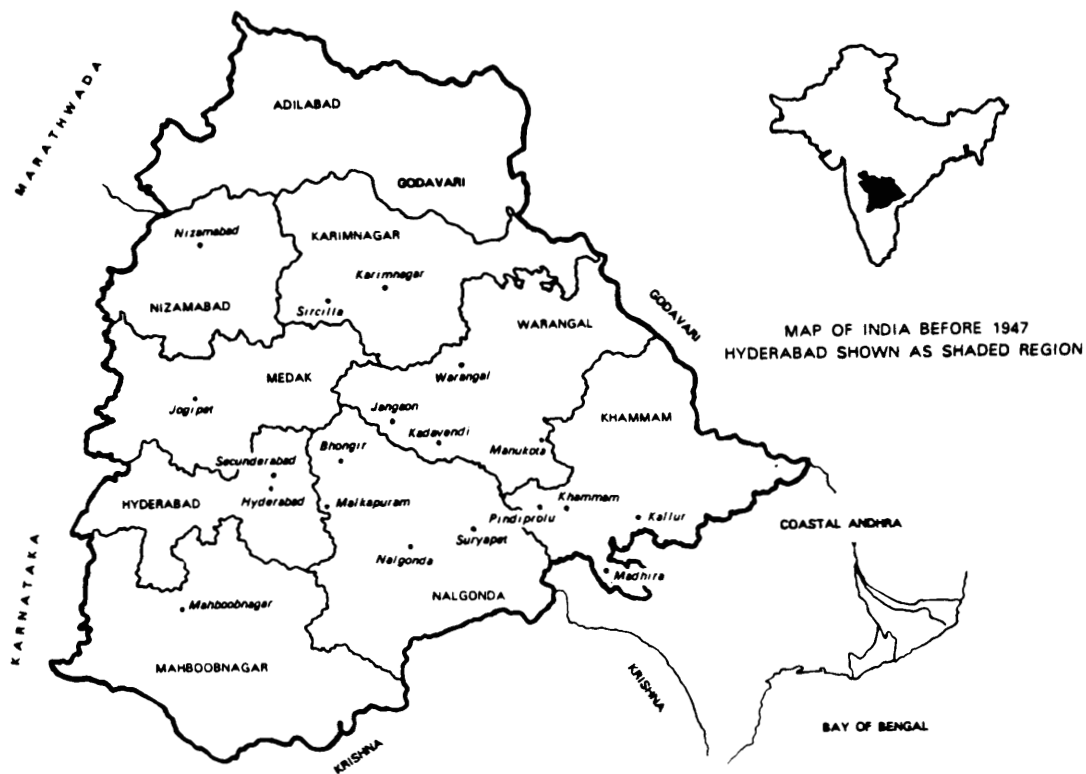 MARATHWADA
ADILABAD
GODAVARI
Nizamabad
KARIMNAGAR
Karimnagar
NIZAMABAD
Sircilla
WARANGAL
GODAVARI
MAP OF INDIA BEFORE 1947
HYDERABAD SHOWN AS SHADED REGION
MEDAK
Warangal
Jogipet
Jangaon
KHAMMAM
Kadavendi
Bhongir
Manukota
Secunderabad
HYDERABAD
Hyderabad
Malkapuram
Khammam
Pindiprolu
Kallur
COASTAL ANDHRA
Suryapet
Nalgonda
Madhira
KARNATAKA
NALGONDA
Mahboobnagar
MAHBOOBNAGAR
KRISHNA
BAY OF BENGAL
KRISHNA